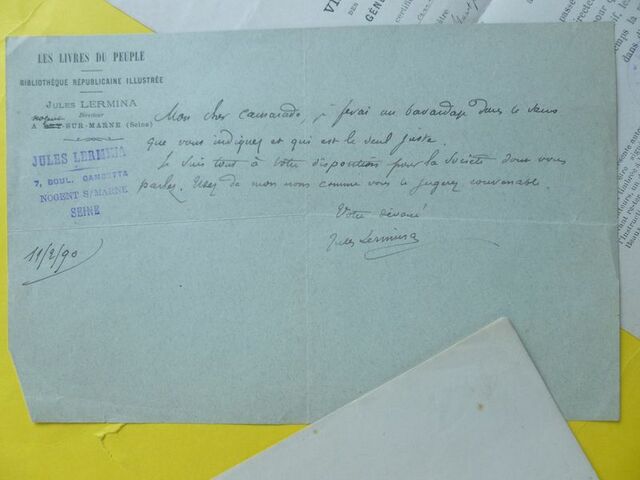 LES LIVRES DU PEUPLE
BIBLIOTHÈQUE RÉPUBLICAINE ILLUSTRÉE
JULES LERMINA
Directeur
A Nogent SUR-MARNE (Seine)
JULES LERMINA
7, BOUL. GAMBETTA
NOGENT S/MARNE
SEINE
11/2/90
Mon cher camarade, je ferai un bavardage dans le sens
que vous indiquez et qui est le seul juste.
Je suis tout à votre disposition pour la Société dont vous
parlez. Usez de mon nom comme vous le jugerez convenable.
Votre dévoué
Jules Lermina